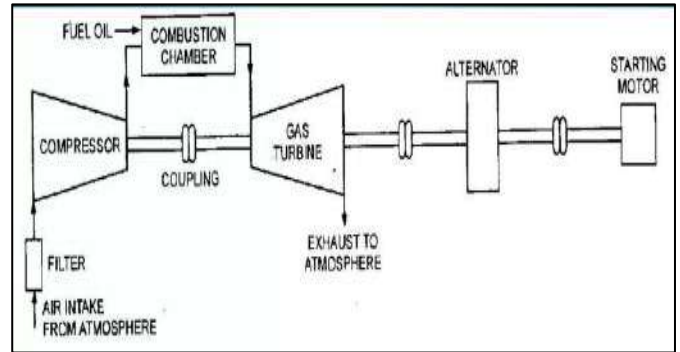 FUEL OIL
COMBUSTION
CHAMBER
ALTERNATOR
STARTING
MOTOR
COMPRESSOR
COUPLING
GAS
TURBINE
FILTER
EXHAUST TO
ATMOSPHERE
AIR INTAKE
FROM ATMOSPHERE